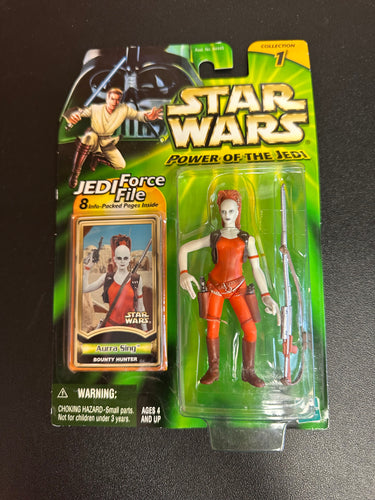 COLLECTION
1
STAR
WARS
POWER OF THE JEDI
JEDI Force
File
8 Info-Packed Pages Inside
STAR
WARS
Aurra Sing
BOUNTY HUNTER
WARNING:
CHOKING HAZARD-Small parts.
Not for children under 3 years.
AGES 4
AND UP